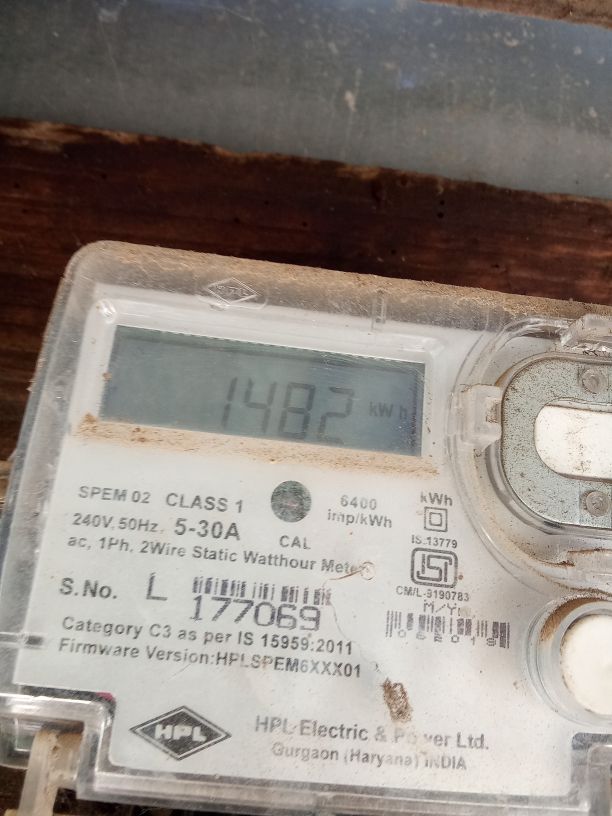 1482 kWh
SPEM 02 CLASS 1
240V, 50Hz, 5-30A
ac, 1Ph, 2Wire Static Watthour Meter
CAL
6400
imp/kWh
kWh
IS:13779
ISI
CM/L-9190783
M/Yr.
S.No. L 177069
Category C3 as per IS 15959:2011
Firmware Version:HPLSPEM6XXX01
HPL
HPL Electric & Power Ltd.
Gurgaon (Haryana) INDIA